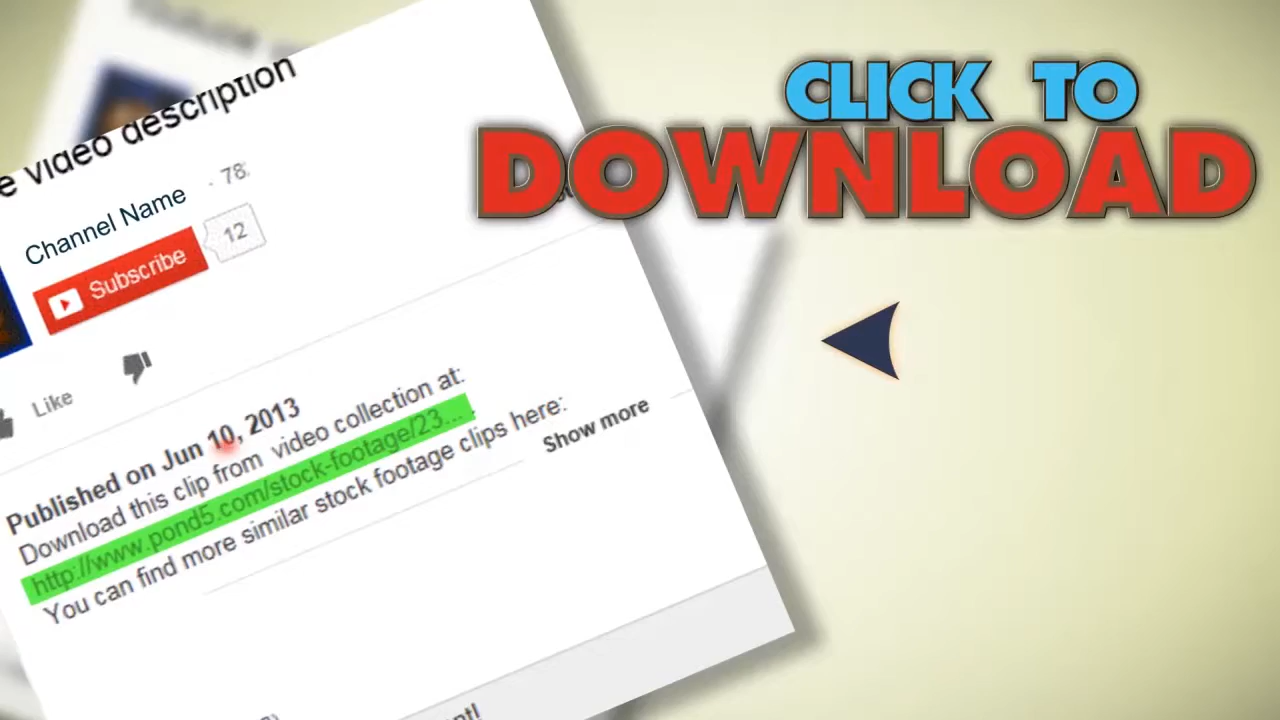 CLICK TO
DOWNLOAD
e video description
Channel Name
78
Subscribe
12
Like
Published on Jun 10, 2013
Download this clip from video collection at:
http://www.pond5.com/stock-footage/23...
You can find more similar stock footage clips here:
Show more